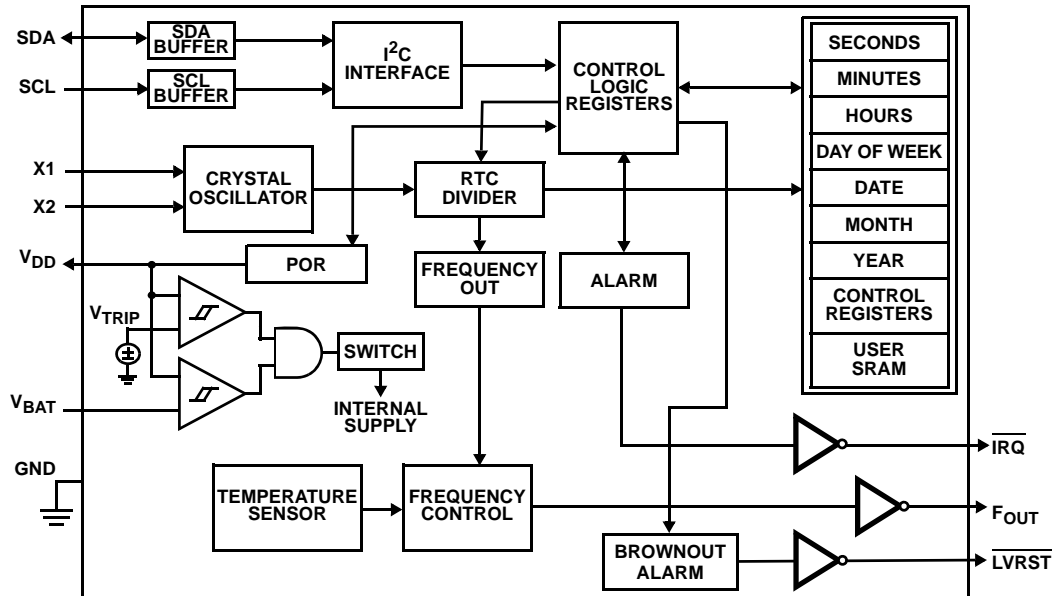 SDA
SDA
BUFFER
SCL
SCL
BUFFER
I²C
INTERFACE
CONTROL
LOGIC
REGISTERS
SECONDS
MINUTES
HOURS
DAY OF WEEK
DATE
MONTH
YEAR
CONTROL
REGISTERS
USER
SRAM
X1
X2
CRYSTAL
OSCILLATOR
RTC
DIVIDER
VDD
POR
FREQUENCY
OUT
ALARM
VTRIP
SWITCH
INTERNAL
SUPPLY
VBAT
GND
TEMPERATURE
SENSOR
FREQUENCY
CONTROL
BROWNOUT
ALARM
IRQ
FOUT
LVRST